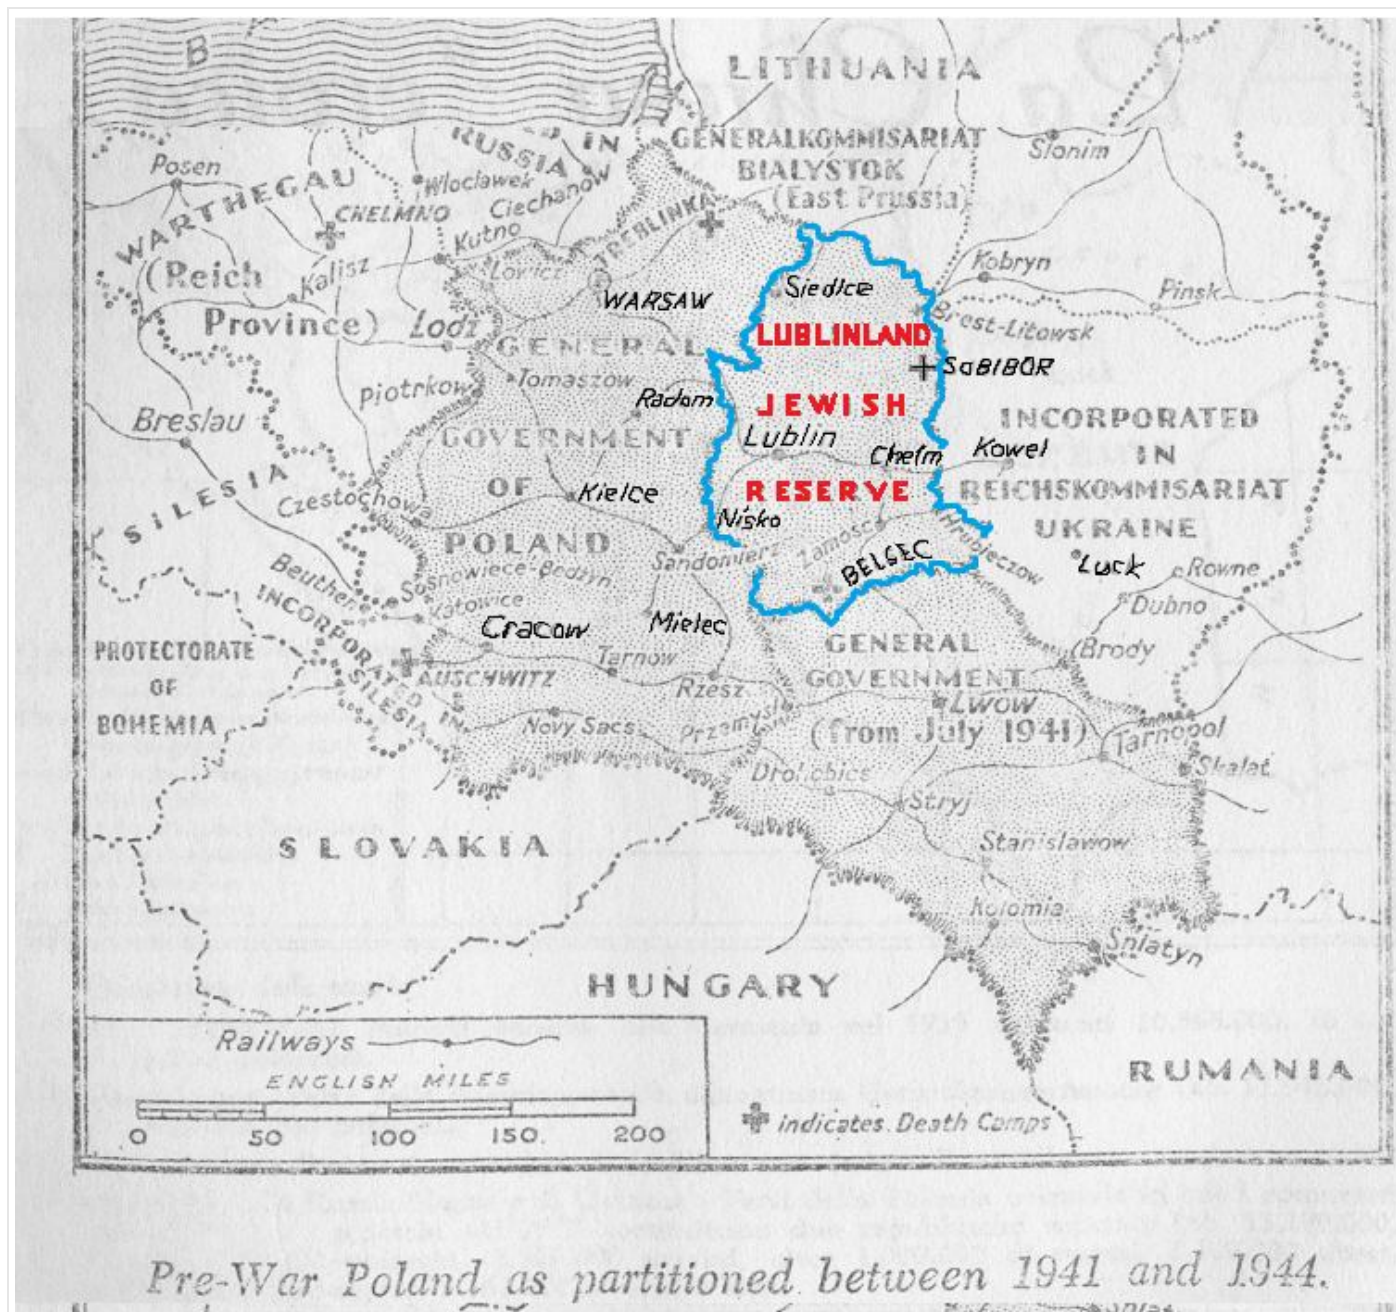 B
LITHUANIA
IN
RUSSIA
GENERALKOMMISARIAT
BIALYSTOK
(East Prussia)
Slonim
Posen
WARTHEGAU
Wloclawek
Ciechanow
CHELMNO
TREBLINKA
Kutno
(Reich
Province)
Kalisz
Lowicz
WARSAW
Siedlce
Kobryn
Pinsk
Brest-Litowsk
Lodz
LUBLINLAND
GENERAL
SoBIBOR
Piotrkow
Tomaszow
Radom
JEWISH
INCORPORATED
IN
REICHSKOMMISARIAT
UKRAINE
Breslau
GOVERNMENT
Lublin
Chełm
Kowel
SILESIA
OF
Kielce
RESERVE
Czestochowa
Nisko
POLAND
Sandomierz
Zamosc
BELSEC
Hrubieczow
Luck
Rowne
Beuthen
Sosnowiece-Bedzyn
Dubno
Katowice
INCORPORATED IN
SILESIA
Cracow
Mielec
GENERAL
GOVERNMENT
(from July 1941)
Brody
PROTECTORATE
OF
BOHEMIA
AUSCHWITZ
Tarnow
Rzesz
Lwow
Novy Sacs
Przemysl
Tarnopol
Drohobics
Skalat
Stryj
SLOVAKIA
Stanislawow
Kolomia
Sniatyn
HUNGARY
RUMANIA
Railways
ENGLISH MILES
0 50 100 150. 200
indicates Death Camps
Pre-War Poland as partitioned between 1941 and 1944.